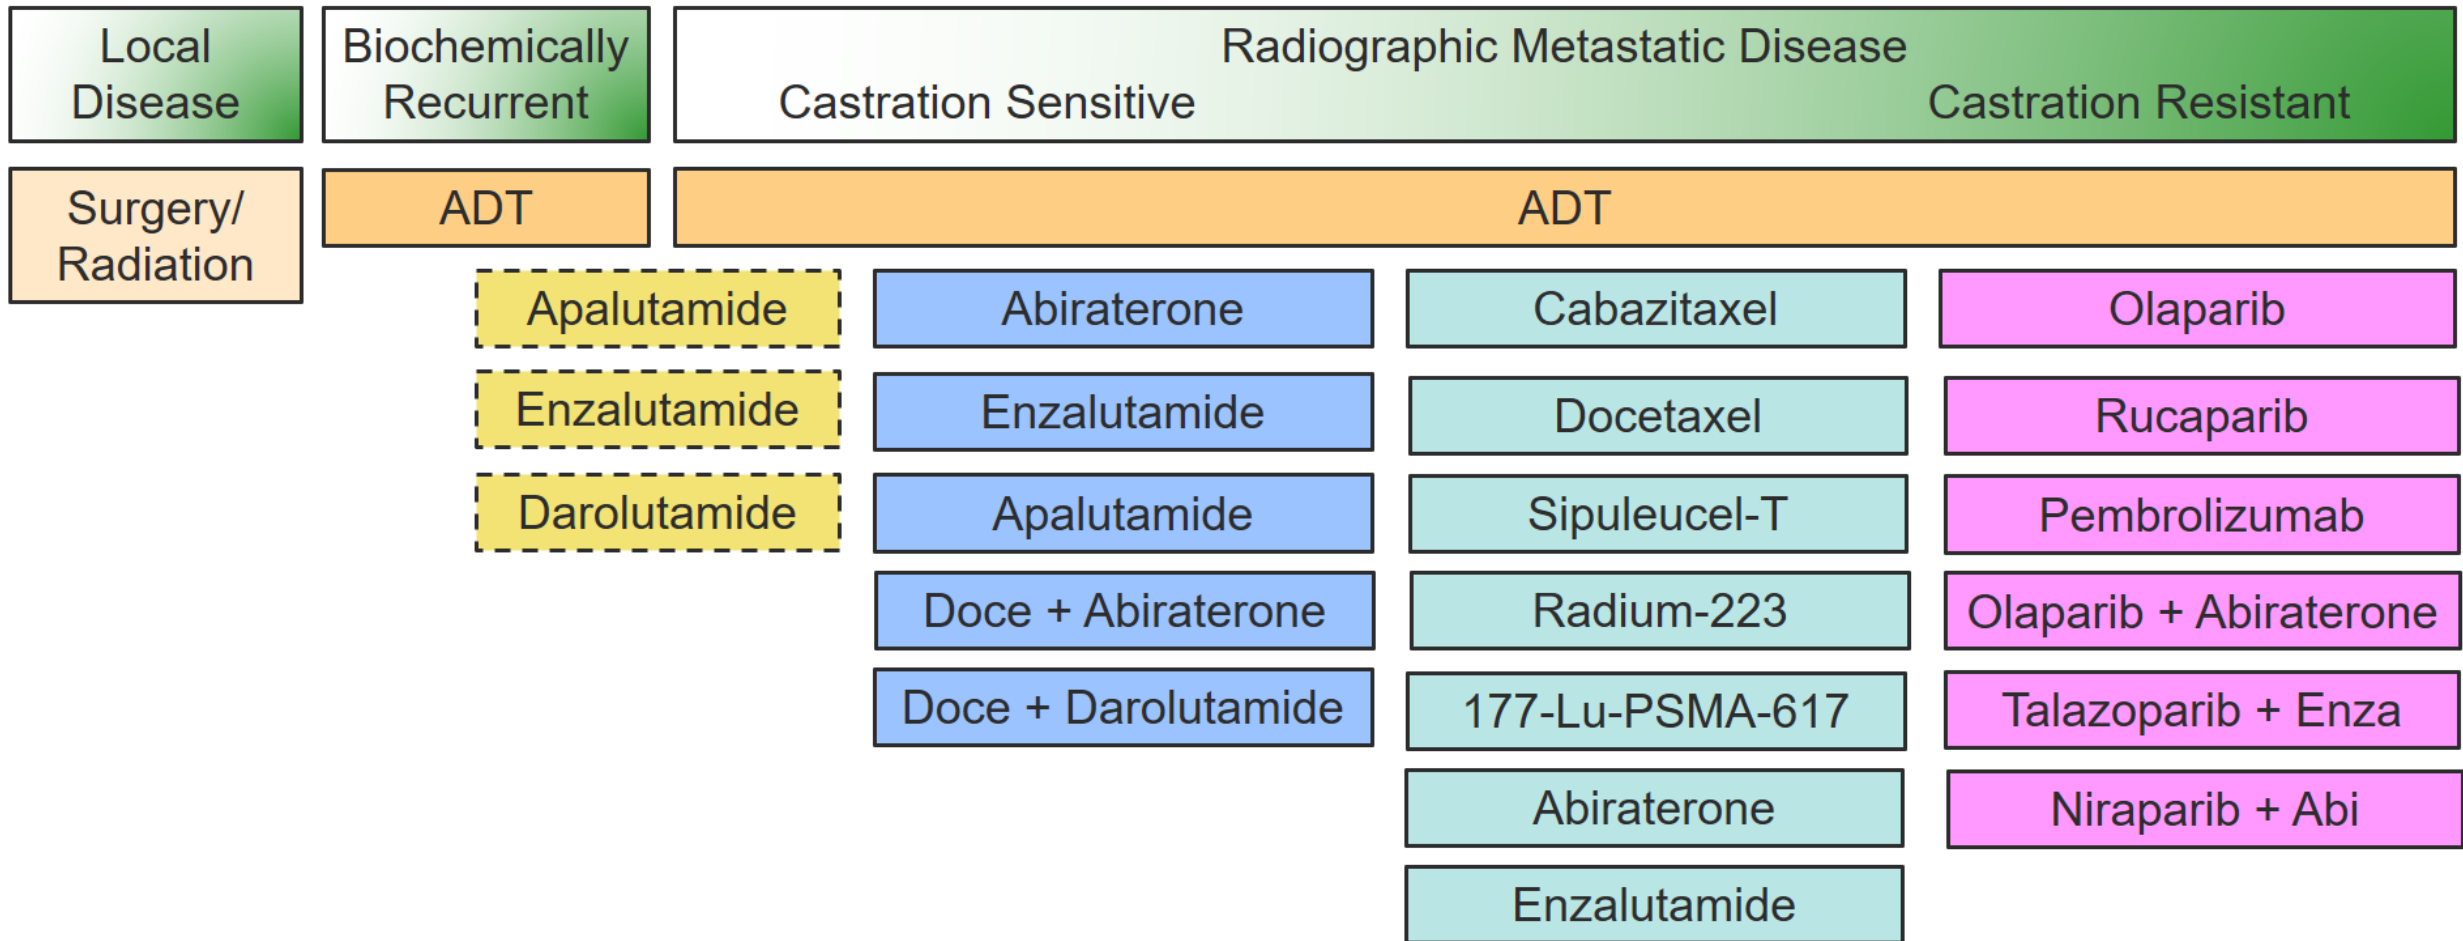 Local
Disease
Biochemically
Recurrent
Radiographic Metastatic Disease
Castration Sensitive
Castration Resistant
Surgery/
Radiation
ADT
ADT
Apalutamide
Enzalutamide
Darolutamide
Abiraterone
Enzalutamide
Apalutamide
Doce + Abiraterone
Doce + Darolutamide
Cabazitaxel
Docetaxel
Sipuleucel-T
Radium-223
177-Lu-PSMA-617
Abiraterone
Enzalutamide
Olaparib
Rucaparib
Pembrolizumab
Olaparib + Abiraterone
Talazoparib + Enza
Niraparib + Abi